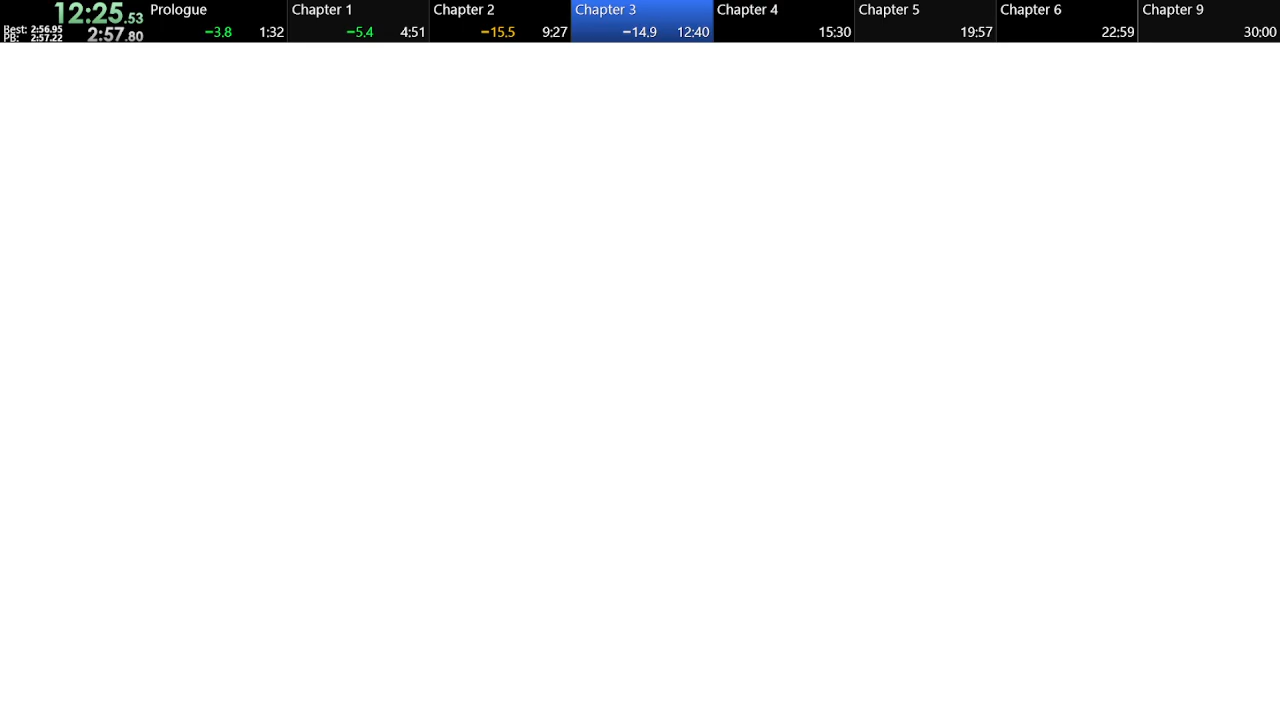 12:25.53
Best: 2:56.95
PB: 2:57.22
2:57.80
Prologue
−3.8 1:32
Chapter 1
−5.4 4:51
Chapter 2
−15.5 9:27
Chapter 3
−14.9 12:40
Chapter 4
15:30
Chapter 5
19:57
Chapter 6
22:59
Chapter 9
30:00